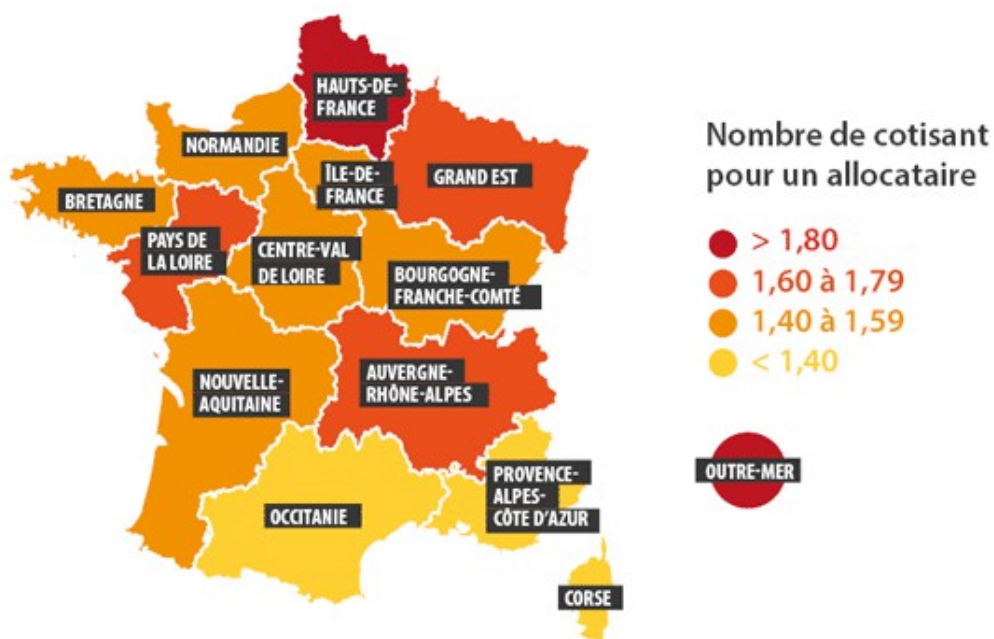 HAUTS-DE-
FRANCE
NORMANDIE
ÎLE-DE-
FRANCE
GRAND EST
BRETAGNE
PAYS DE
LA LOIRE
CENTRE-VAL
DE LOIRE
BOURGOGNE-
FRANCHE-COMTÉ
NOUVELLE-
AQUITAINE
AUVERGNE-
RHÔNE-ALPES
OCCITANIE
PROVENCE-
ALPES-
CÔTE D'AZUR
CORSE
Nombre de cotisant
pour un allocataire
> 1,80
1,60 à 1,79
1,40 à 1,59
< 1,40
OUTRE-MER